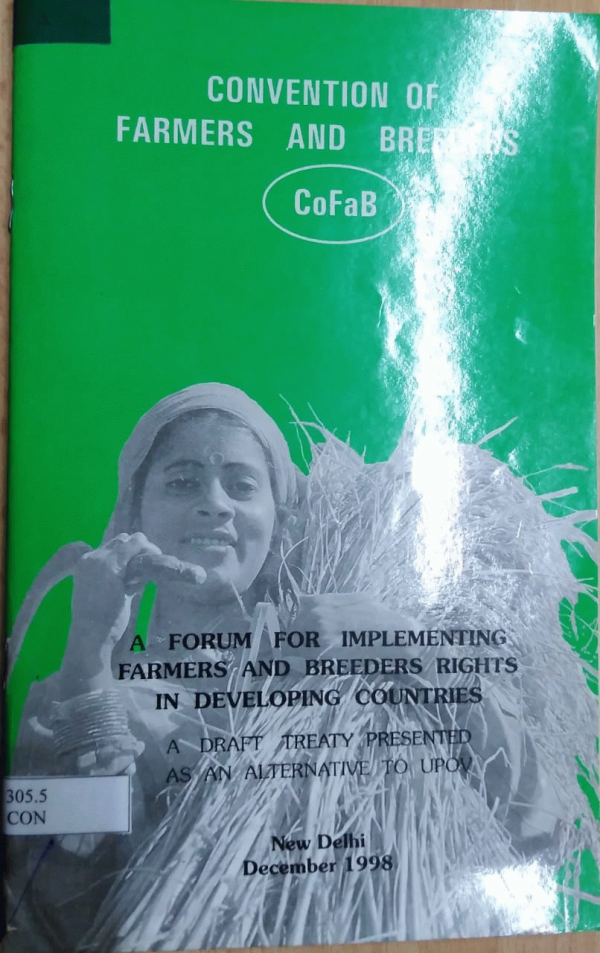 CONVENTION OF
FARMERS AND BREEDERS
CoFaB
A FORUM FOR IMPLEMENTING
FARMERS AND BREEDERS RIGHTS
IN DEVELOPING COUNTRIES
A DRAFT TREATY PRESENTED
AS AN ALTERNATIVE TO UPOV
305.5
CON
New Delhi
December 1998